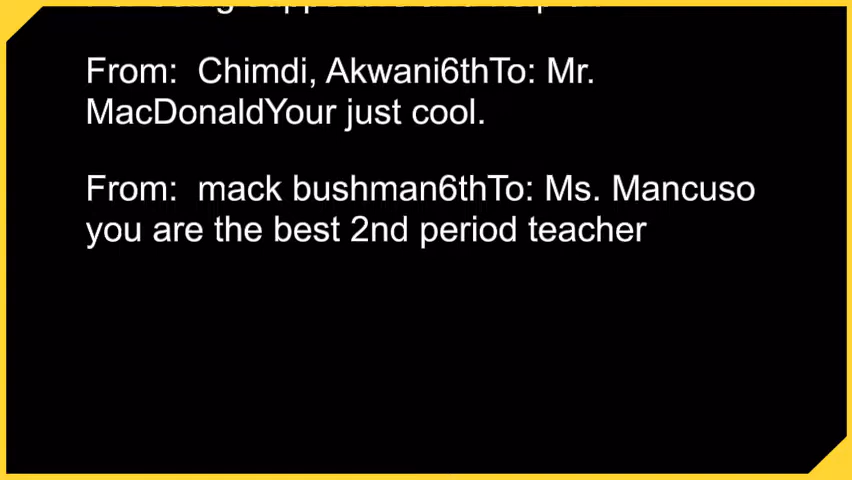 From:  Chimdi, Akwani6thTo: Mr.
MacDonaldYour just cool.
From:  mack bushman6thTo: Ms. Mancuso
you are the best 2nd period teacher